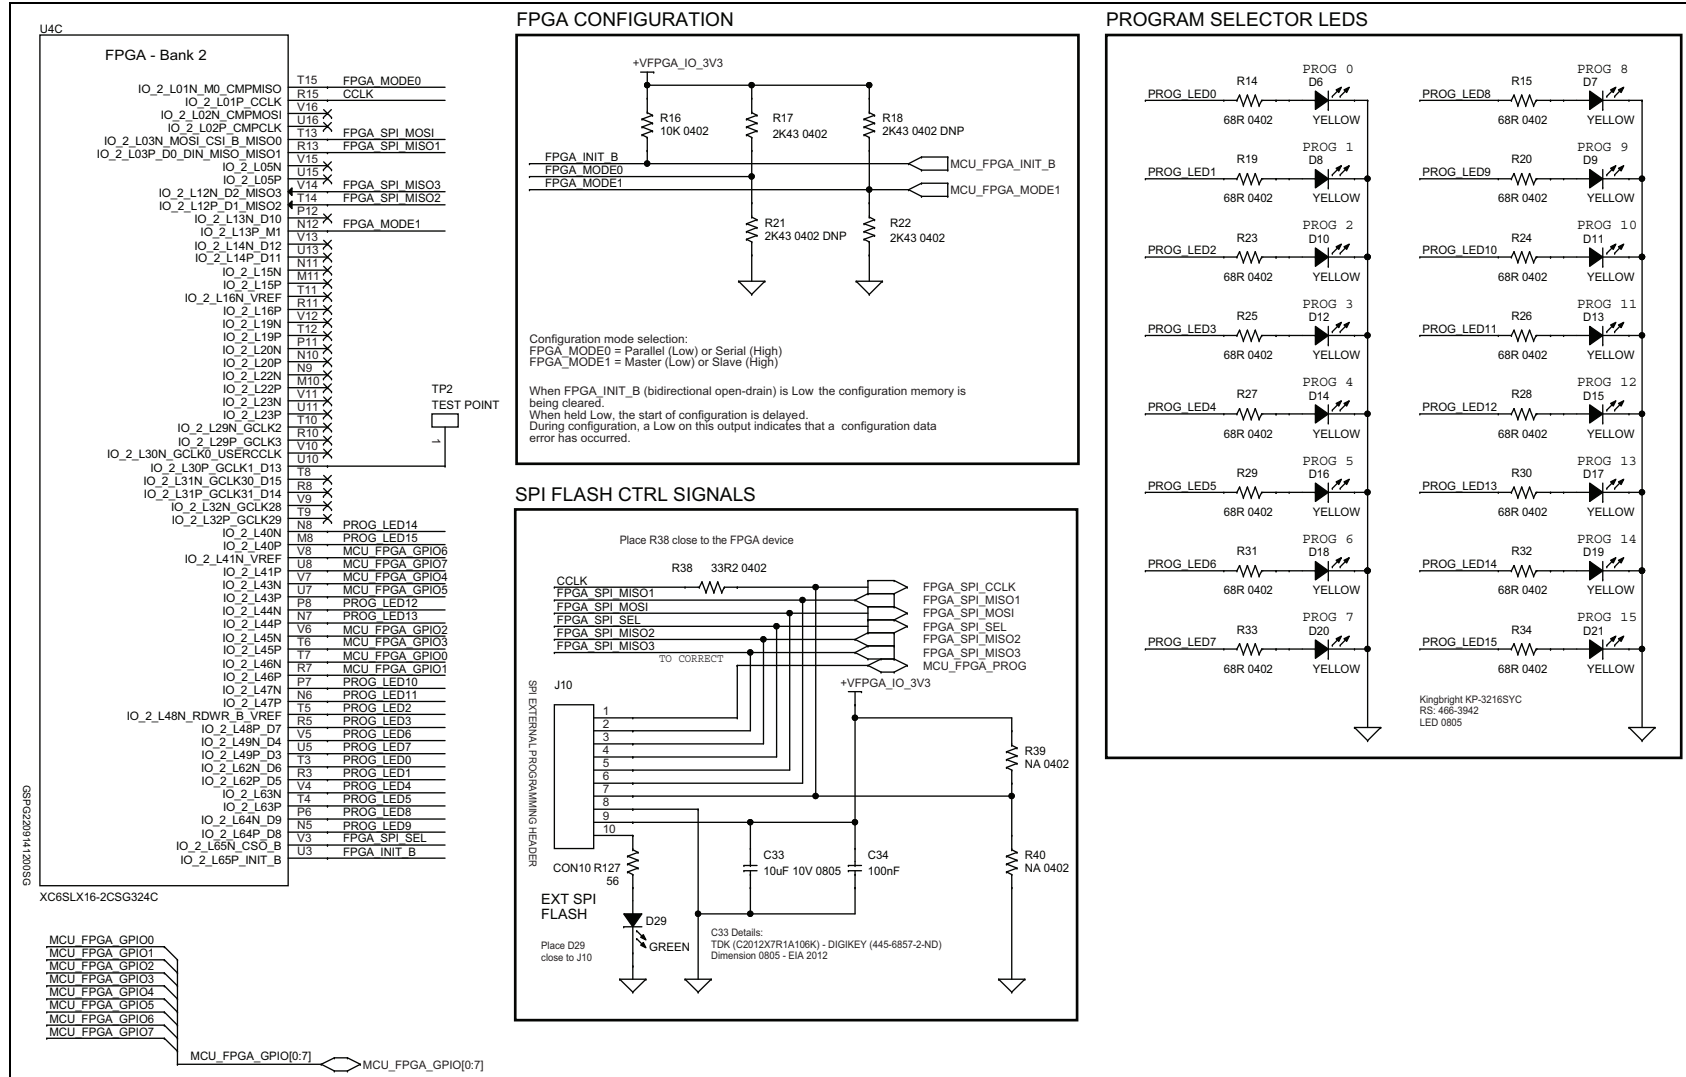 U4C
FPGA - Bank 2
IO_2_L01N_M0_CMPMISO T15 FPGA_MODE0
IO_2_L01P_CCLK R15 CCLK
IO_2_L02N_CMPMOSI V16
IO_2_L02P_CMPCLK U16
IO_2_L03N_MOSI_CSI_B_MISO0 T13 FPGA_SPI_MOSI
IO_2_L03P_D0_DIN_MISO_MISO1 R13 FPGA_SPI_MISO1
IO_2_L05N V15
IO_2_L05P U15
IO_2_L12N_D2_MISO3 V14 FPGA_SPI_MISO3
IO_2_L12P_D1_MISO2 T14 FPGA_SPI_MISO2
IO_2_L13N_D10 P12
IO_2_L13P_M1 N12 FPGA_MODE1
IO_2_L14N_D12 V13
IO_2_L14P_D11 U13
IO_2_L15N N11
IO_2_L15P M11
IO_2_L16N_VREF T11
IO_2_L16P R11
IO_2_L19N V12
IO_2_L19P T12
IO_2_L20N P11
IO_2_L20P N10
IO_2_L22N N9
IO_2_L22P M10
IO_2_L23N V11
IO_2_L23P U11
IO_2_L29N_GCLK2 T10
IO_2_L29P_GCLK3 R10
IO_2_L30N_GCLK0_USERCCLK V10
IO_2_L30P_GCLK1_D13 U10
IO_2_L31N_GCLK30_D15 T8
IO_2_L31P_GCLK31_D14 R8
IO_2_L32N_GCLK28 V9
IO_2_L32P_GCLK29 T9
IO_2_L40N N8 PROG_LED14
IO_2_L40P M8 PROG_LED15
IO_2_L41N_VREF V8 MCU_FPGA_GPIO6
IO_2_L41P U8 MCU_FPGA_GPIO7
IO_2_L43N V7 MCU_FPGA_GPIO4
IO_2_L43P U7 MCU_FPGA_GPIO5
IO_2_L44N P8 PROG_LED12
IO_2_L44P N7 PROG_LED13
IO_2_L45N V6 MCU_FPGA_GPIO2
IO_2_L45P T6 MCU_FPGA_GPIO3
IO_2_L46N T7 MCU_FPGA_GPIO0
IO_2_L46P R7 MCU_FPGA_GPIO1
IO_2_L47N P7 PROG_LED10
IO_2_L47P N6 PROG_LED11
IO_2_L48N_RDWR_B_VREF T5 PROG_LED2
IO_2_L48P_D7 R5 PROG_LED3
IO_2_L49N_D4 V5 PROG_LED6
IO_2_L49P_D3 U5 PROG_LED7
IO_2_L62N_D6 T3 PROG_LED0
IO_2_L62P_D5 R3 PROG_LED1
IO_2_L63N V4 PROG_LED4
IO_2_L63P T4 PROG_LED5
IO_2_L64N_D9 P6 PROG_LED8
IO_2_L64P_D8 N5 PROG_LED9
IO_2_L65N_CSO_B V3 FPGA_SPI_SEL
IO_2_L65P_INIT_B U3 FPGA_INIT_B
XC6SLX16-2CSG324C
GSPG2209141200SG
TP2
TEST POINT
1
MCU_FPGA_GPIO0
MCU_FPGA_GPIO1
MCU_FPGA_GPIO2
MCU_FPGA_GPIO3
MCU_FPGA_GPIO4
MCU_FPGA_GPIO5
MCU_FPGA_GPIO6
MCU_FPGA_GPIO7
MCU_FPGA_GPIO[0:7] MCU_FPGA_GPIO[0:7]
FPGA CONFIGURATION
+VFPGA_IO_3V3
R16 R17 R18
10K 0402 2K43 0402 2K43 0402 DNP
FPGA_INIT_B MCU_FPGA_INIT_B
FPGA_MODE0
FPGA_MODE1 MCU_FPGA_MODE1
R21 R22
2K43 0402 DNP 2K43 0402
Configuration mode selection:
FPGA_MODE0 = Parallel (Low) or Serial (High)
FPGA_MODE1 = Master (Low) or Slave (High)
When FPGA_INIT_B (bidirectional open-drain) is Low the configuration memory is
being cleared.
When held Low, the start of configuration is delayed.
During configuration, a Low on this output indicates that a configuration data
error has occurred.
SPI FLASH CTRL SIGNALS
Place R38 close to the FPGA device
R38 33R2 0402
CCLK FPGA_SPI_CCLK
FPGA_SPI_MISO1 FPGA_SPI_MISO1
FPGA_SPI_MOSI FPGA_SPI_MOSI
FPGA_SPI_SEL FPGA_SPI_SEL
FPGA_SPI_MISO2 FPGA_SPI_MISO2
FPGA_SPI_MISO3 FPGA_SPI_MISO3
TO CORRECT MCU_FPGA_PROG
+VFPGA_IO_3V3
J10
SPI EXTERNAL PROGRAMMING HEADER
1
2
3
4
5
6
7
8
9
10
CON10 R127
56
R39
NA 0402
R40
NA 0402
C33
10uF 10V 0805
C34
100nF
EXT SPI
FLASH
D29
GREEN
Place D29
close to J10
C33 Details:
TDK (C2012X7R1A106K) - DIGIKEY (445-6857-2-ND)
Dimension 0805 - EIA 2012
PROGRAM SELECTOR LEDS
PROG 0 PROG 8
R14 D6 R15 D7
PROG_LED0 PROG_LED8
68R 0402 YELLOW 68R 0402 YELLOW
PROG 1 PROG 9
R19 D8 R20 D9
PROG_LED1 PROG_LED9
68R 0402 YELLOW 68R 0402 YELLOW
PROG 2 PROG 10
R23 D10 R24 D11
PROG_LED2 PROG_LED10
68R 0402 YELLOW 68R 0402 YELLOW
PROG 3 PROG 11
R25 D12 R26 D13
PROG_LED3 PROG_LED11
68R 0402 YELLOW 68R 0402 YELLOW
PROG 4 PROG 12
R27 D14 R28 D15
PROG_LED4 PROG_LED12
68R 0402 YELLOW 68R 0402 YELLOW
PROG 5 PROG 13
R29 D16 R30 D17
PROG_LED5 PROG_LED13
68R 0402 YELLOW 68R 0402 YELLOW
PROG 6 PROG 14
R31 D18 R32 D19
PROG_LED6 PROG_LED14
68R 0402 YELLOW 68R 0402 YELLOW
PROG 7 PROG 15
R33 D20 R34 D21
PROG_LED7 PROG_LED15
68R 0402 YELLOW 68R 0402 YELLOW
Kingbright KP-3216SYC
RS: 466-3942
LED 0805